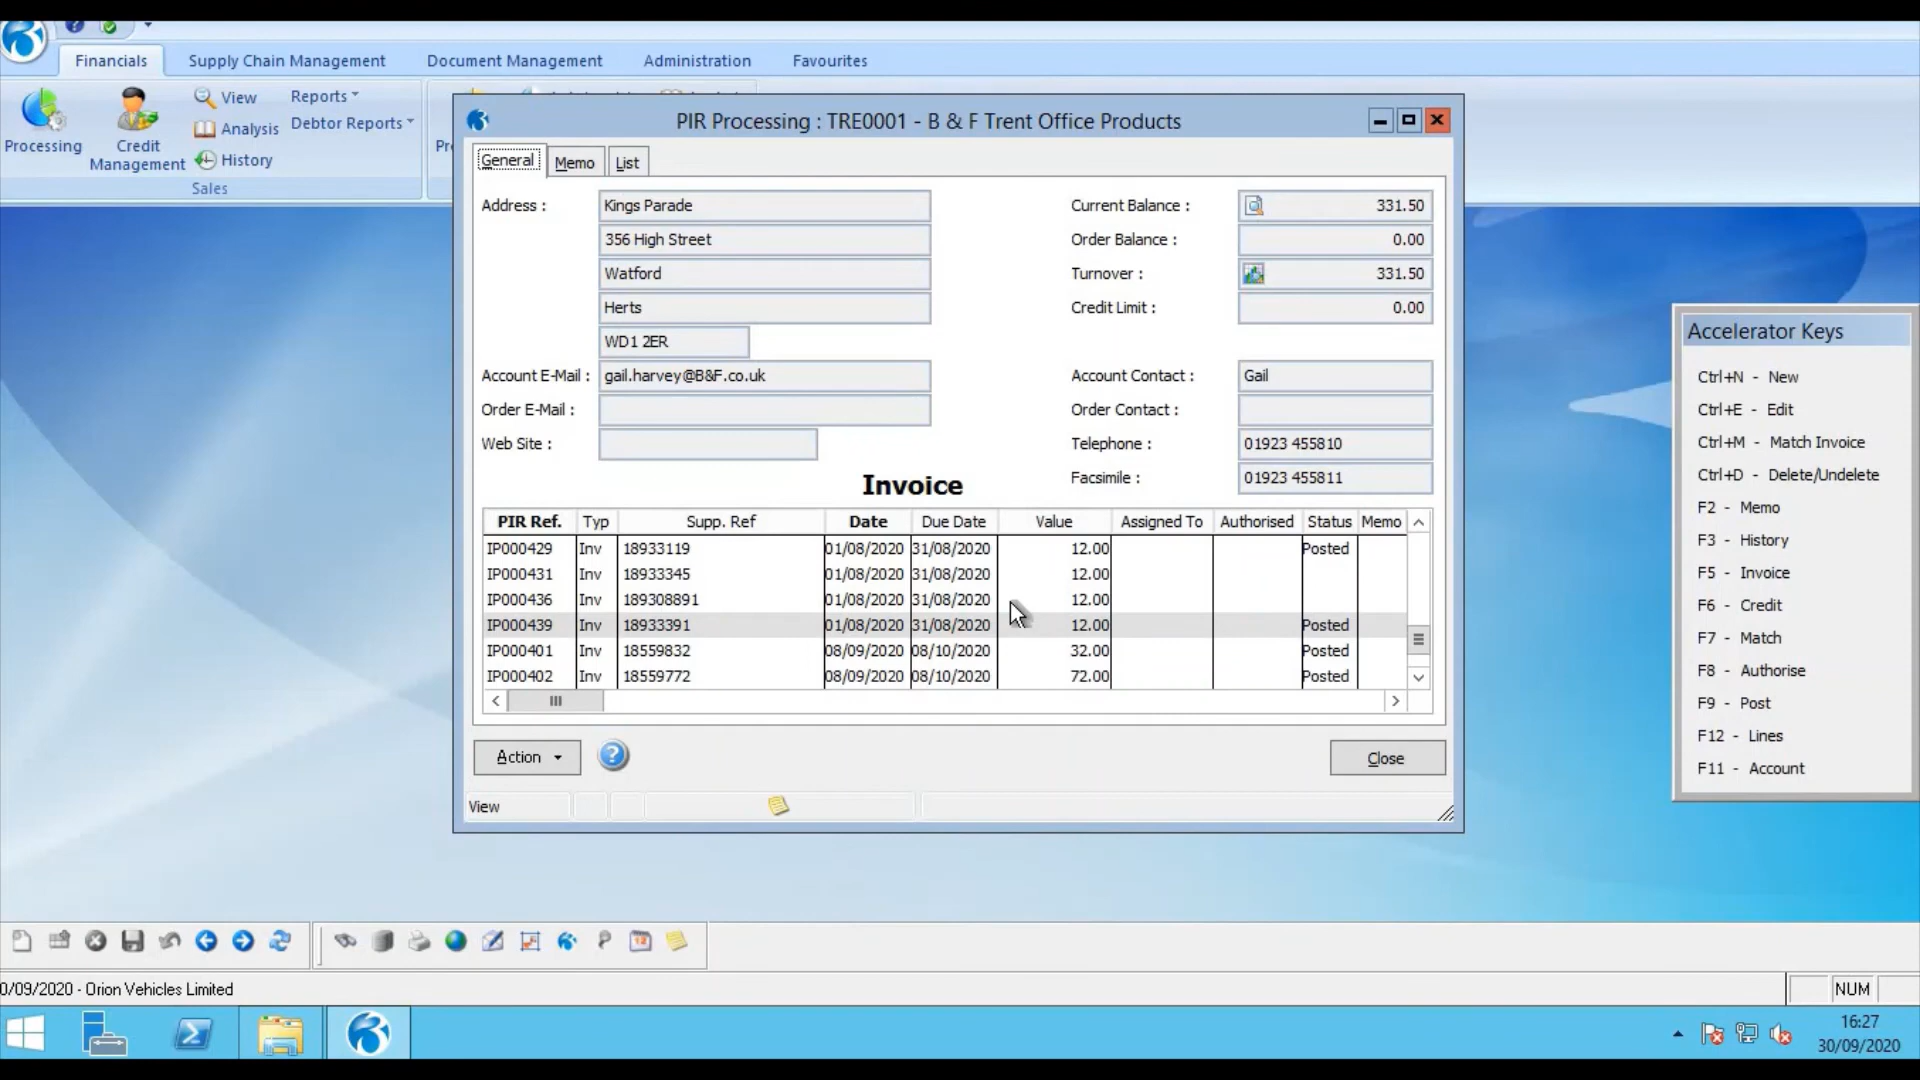 Financials
Supply Chain Management
Document Management
Administration
Favourites
Processing
Credit
Management
View
Analysis
History
Reports
Debtor Reports
Sales
PIR Processing : TRE0001 - B & F Trent Office Products
General
Memo
List
Address :
Kings Parade
356 High Street
Watford
Herts
WD1 2ER
Account E-Mail :
gail.harvey@B&F.co.uk
Order E-Mail :
Web Site :
Current Balance :
331.50
Order Balance :
0.00
Turnover :
331.50
Credit Limit :
0.00
Account Contact :
Gail
Order Contact :
Telephone :
01923 455810
Facsimile :
01923 455811
Invoice
PIR Ref. Typ Supp. Ref Date Due Date Value Assigned To Authorised Status Memo
IP000429 Inv 18933119 01/08/2020 31/08/2020 12.00 Posted
IP000431 Inv 18933345 01/08/2020 31/08/2020 12.00
IP000436 Inv 189308891 01/08/2020 31/08/2020 12.00
IP000439 Inv 18933391 01/08/2020 31/08/2020 12.00 Posted
IP000401 Inv 18559832 08/09/2020 08/10/2020 32.00 Posted
IP000402 Inv 18559772 08/09/2020 08/10/2020 72.00 Posted
Action
Close
View
Accelerator Keys
Ctrl+N - New
Ctrl+E - Edit
Ctrl+M - Match Invoice
Ctrl+D - Delete/Undelete
F2 - Memo
F3 - History
F5 - Invoice
F6 - Credit
F7 - Match
F8 - Authorise
F9 - Post
F12 - Lines
F11 - Account
0/09/2020 - Orion Vehicles Limited
NUM
16:27
30/09/2020